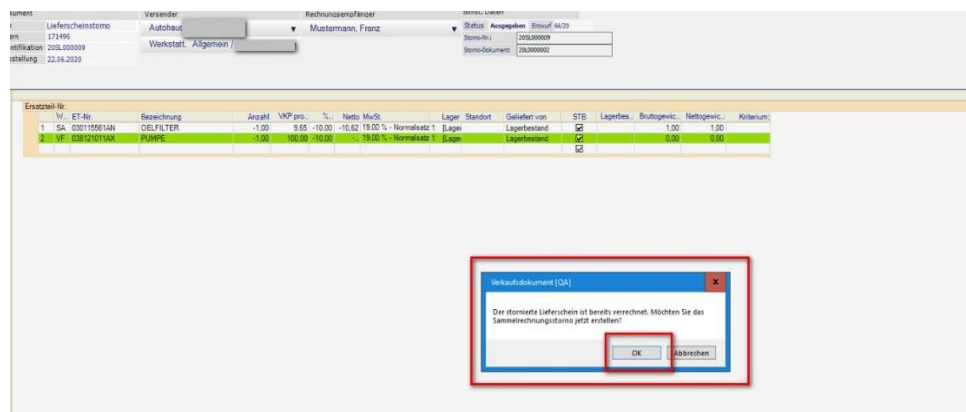 Versender Rechnungsempfänger
Lieferscheinstorno Autohaus Mustermann, Franz Status Ausgegeben Entwurf 66/20
171496 Storno-Nr.: 20SL000009
20SL000009 Werkstatt, Allgemein / Storno-Dokument: 20L0000002
22.06.2020
Ersatzteil-Nr.
W... ET-Nr. Bezeichnung Anzahl VKP pro... %... Netto MwSt. Lager Standort Geliefert von STB Lagerbes... Bruttogewic... Nettogewic... Kriterium:
1 SA 030115561AN OELFILTER -1,00 9,65 -10,00 -10,62 19,00 % - Normalsatz 1 [Lager Lagerbestand 1,00 1,00
2 VF 038121011AX PUMPE -1,00 100,00 -10,00 -... 19,00 % - Normalsatz 1 [Lager Lagerbestand 0,00 0,00
Verkaufsdokument [QA] x
Der stornierte Lieferschein ist bereits verrechnet. Möchten Sie das
Sammelrechnungsstorno jetzt erstellen?
OK Abbrechen